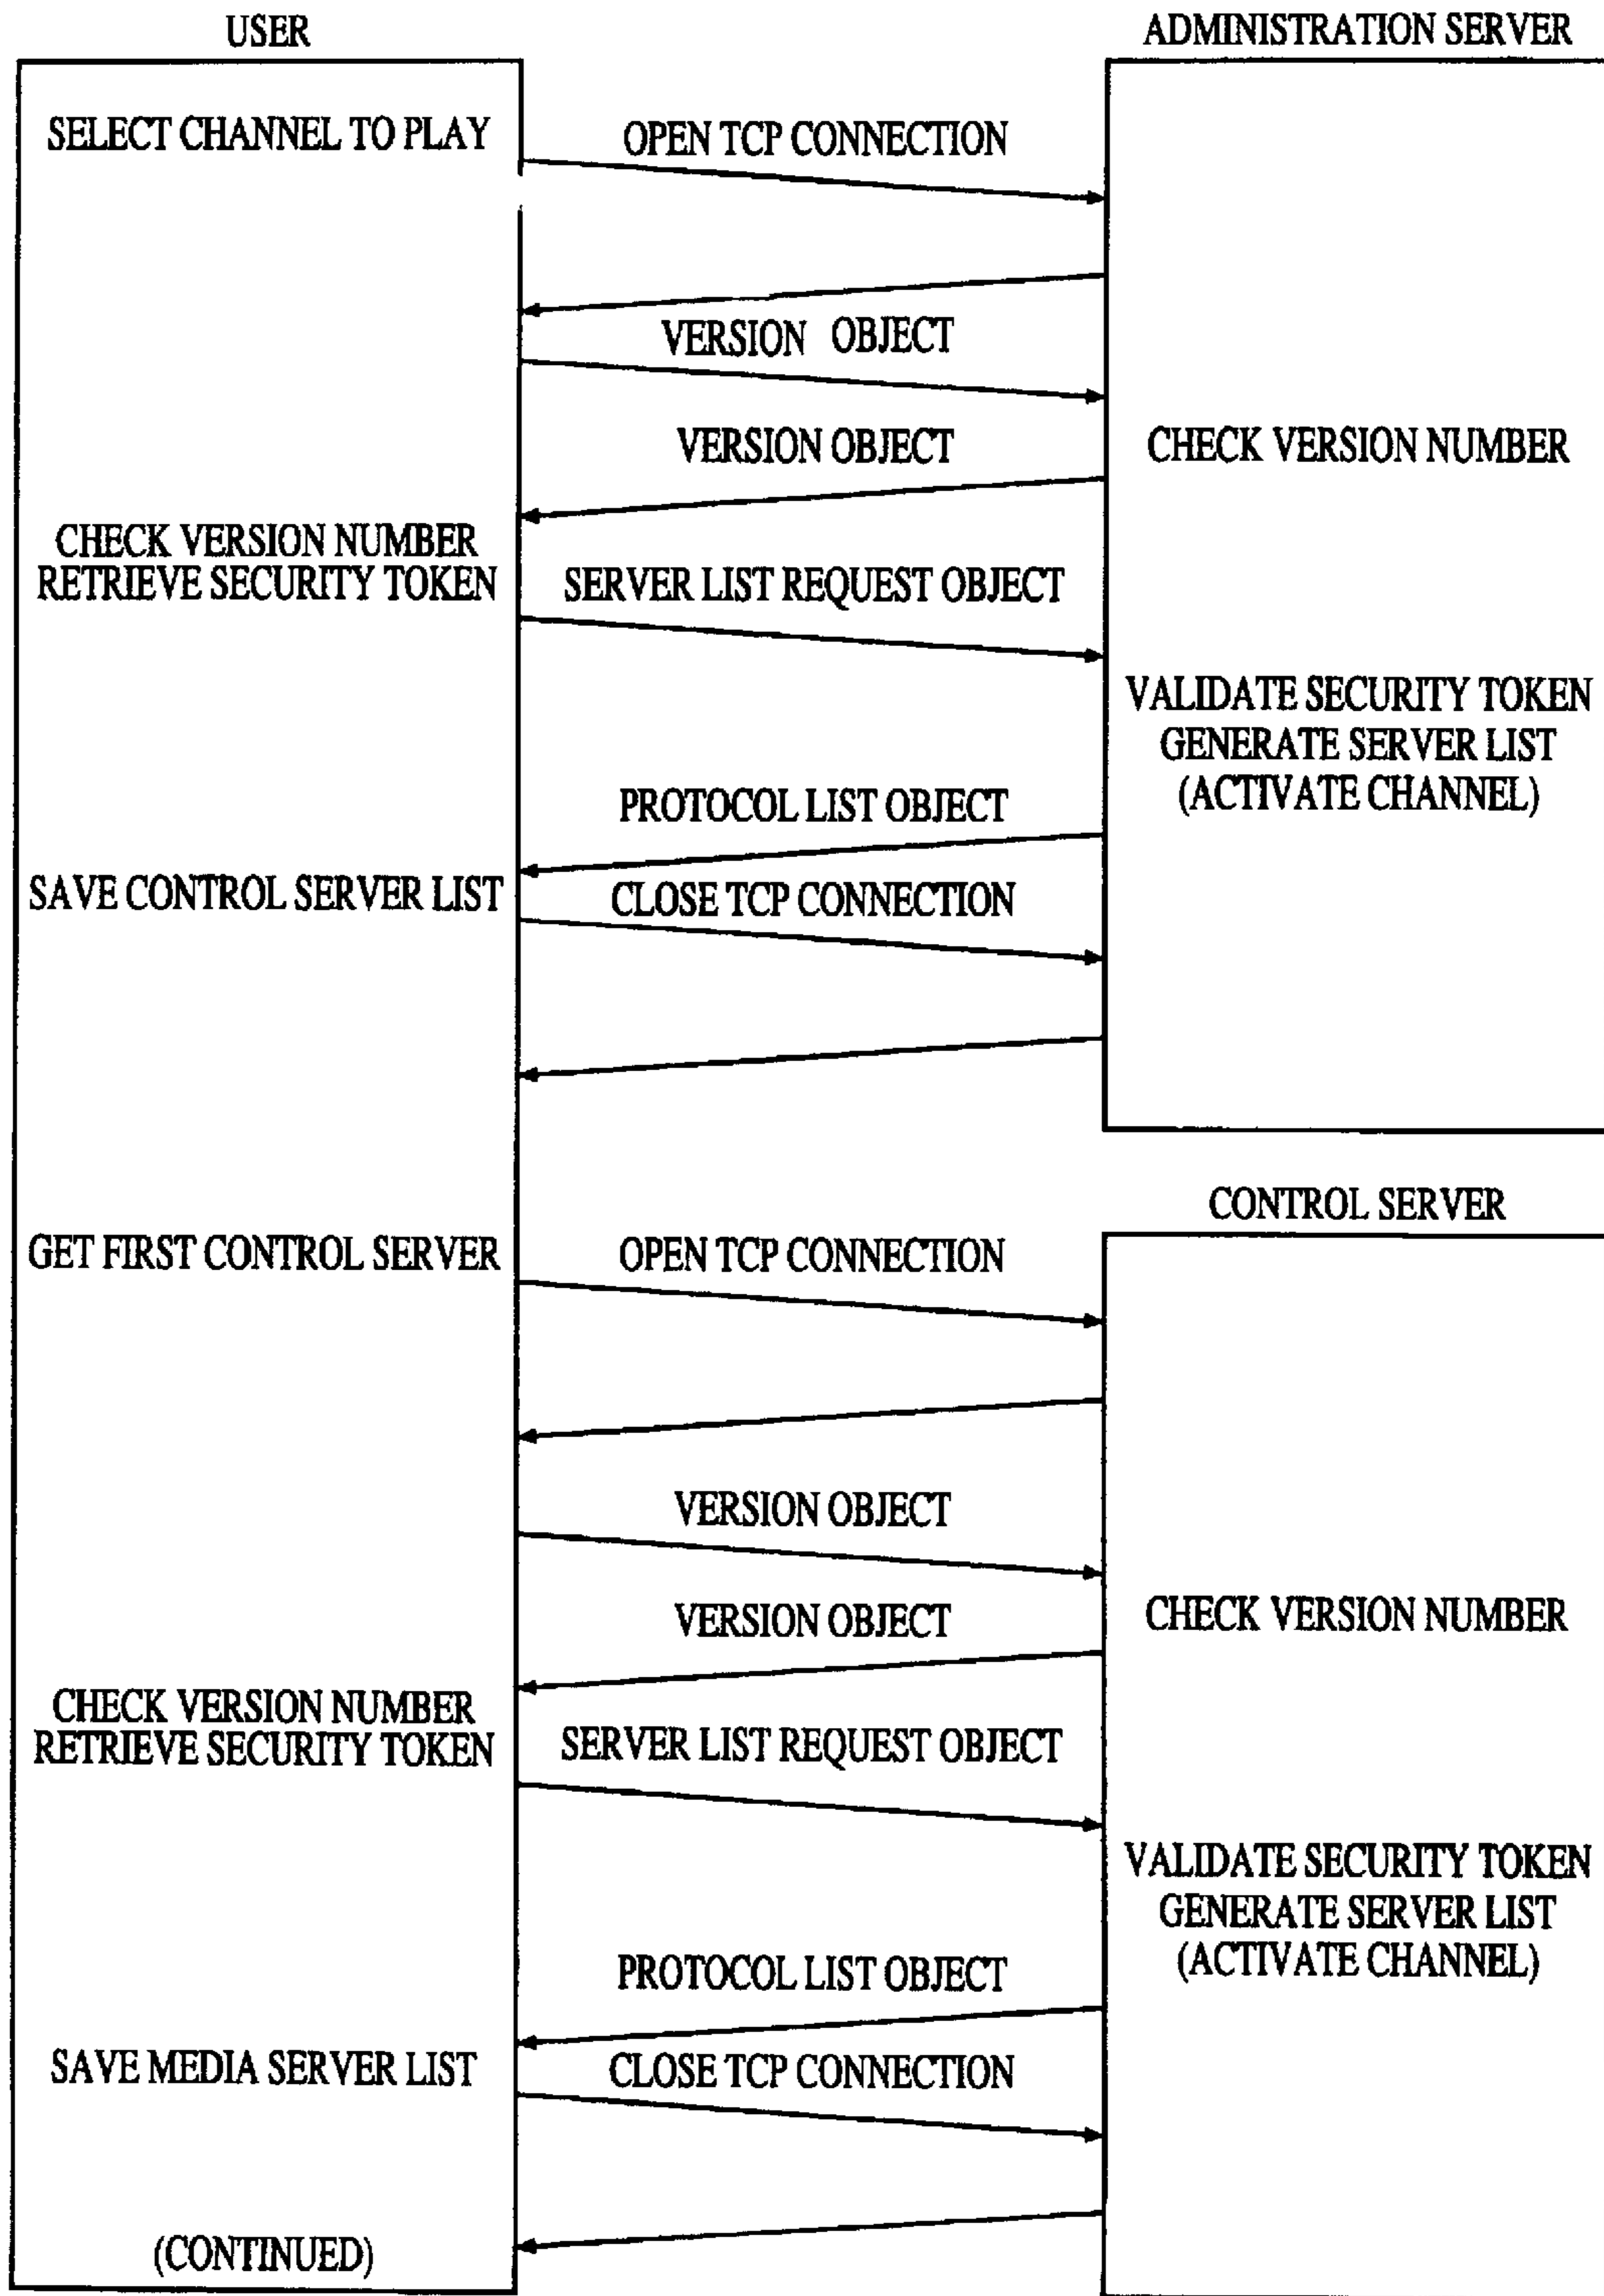 USER
ADMINISTRATION SERVER
SELECT CHANNEL TO PLAY
OPEN TCP CONNECTION
VERSION OBJECT
VERSION OBJECT
CHECK VERSION NUMBER
CHECK VERSION NUMBER
RETRIEVE SECURITY TOKEN
SERVER LIST REQUEST OBJECT
VALIDATE SECURITY TOKEN
GENERATE SERVER LIST
(ACTIVATE CHANNEL)
PROTOCOL LIST OBJECT
SAVE CONTROL SERVER LIST
CLOSE TCP CONNECTION
CONTROL SERVER
GET FIRST CONTROL SERVER
OPEN TCP CONNECTION
VERSION OBJECT
VERSION OBJECT
CHECK VERSION NUMBER
CHECK VERSION NUMBER
RETRIEVE SECURITY TOKEN
SERVER LIST REQUEST OBJECT
VALIDATE SECURITY TOKEN
GENERATE SERVER LIST
(ACTIVATE CHANNEL)
PROTOCOL LIST OBJECT
SAVE MEDIA SERVER LIST
CLOSE TCP CONNECTION
(CONTINUED)